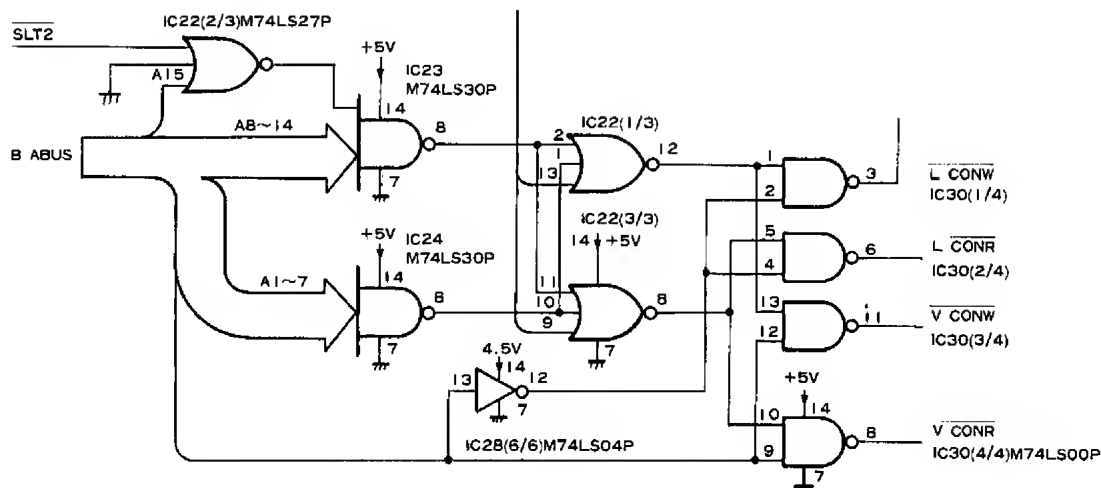 SLT2
IC22(2/3)M74LS27P
A15
+5V
IC23
M74LS30P
14
8
7
A8~14
B ABUS
IC22(1/3)
2
1
13
12
1
2
3
L CONW
IC30(1/4)
+5V
IC24
M74LS30P
14
8
7
A1~7
IC22(3/3)
14 +5V
11
10
9
8
7
5
4
6
L CONR
IC30(2/4)
13
12
11
V CONW
IC30(3/4)
4.5V
13
14
12
7
IC28(6/6)M74LS04P
+5V
14
10
9
8
7
V CONR
IC30(4/4)M74LS00P